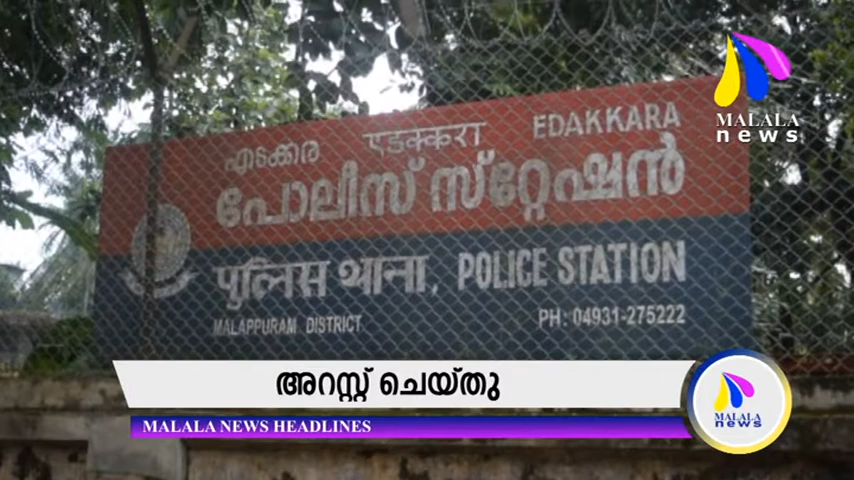 MALALA
news
എടക്കര एडक्करा EDAKKARA
പോലീസ് സ്റ്റേഷൻ
पुलिस थाना, POLICE STATION
MALAPPURAM DISTRICT PH: 04931-275222
അറസ്റ്റ് ചെയ്തു
MALALA NEWS HEADLINES
MALALA
news